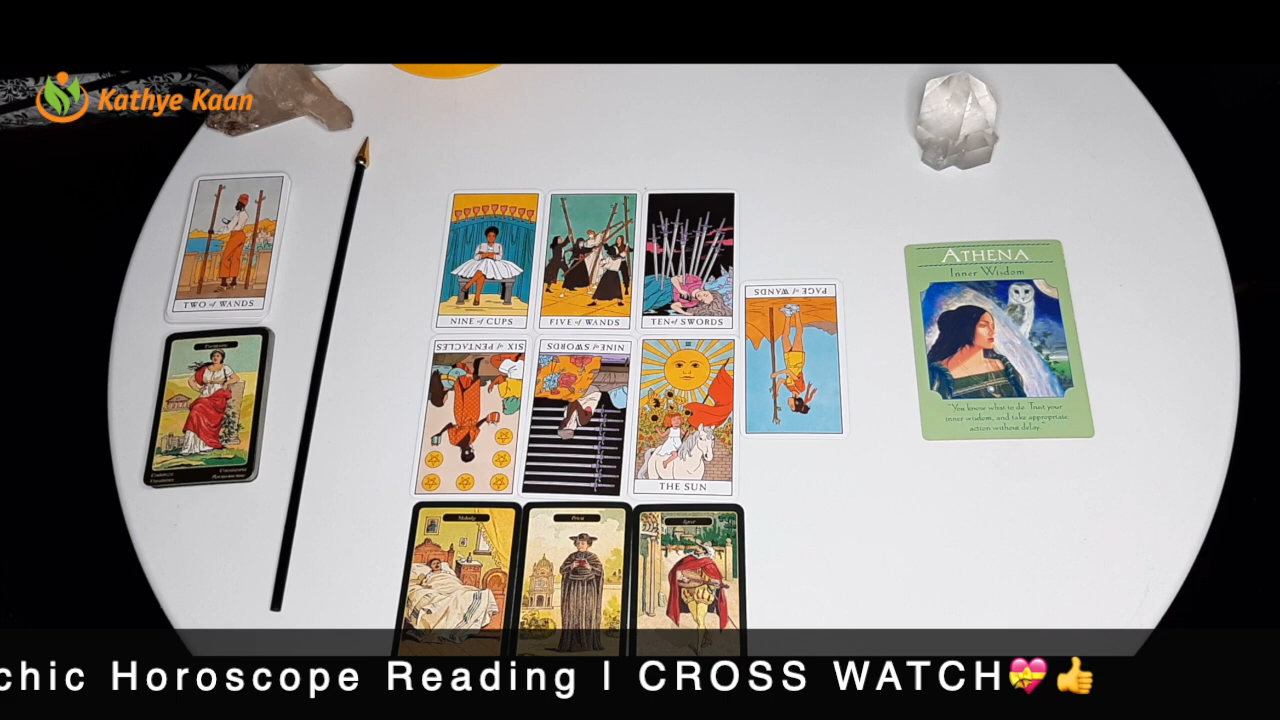 Kathye Kaan
TWO of WANDS
NINE of CUPS
FIVE of WANDS
TEN of SWORDS
PAGE of WANDS
SIX of PENTACLES
NINE of SWORDS
III
THE SUN
ATHENA
Inner Wisdom
"You know what to do. Trust your
inner wisdom, and take appropriate
action without delay."
Malady
Priest
chic Horoscope Reading I CROSS WATCH💝👍